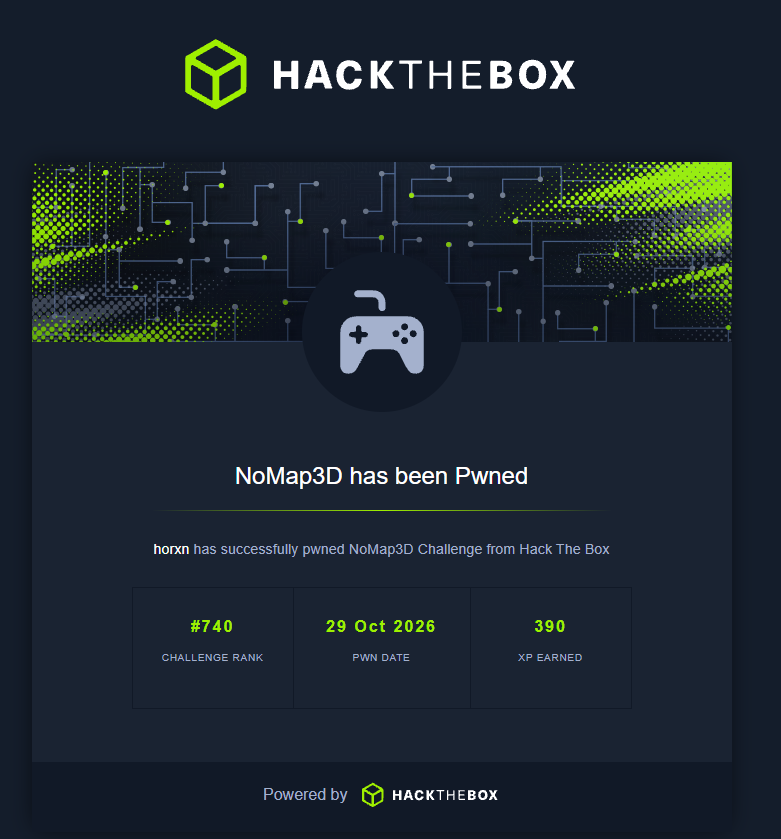 HACKTHEBOX
NoMap3D has been Pwned
horxn has successfully pwned NoMap3D Challenge from Hack The Box
#740 29 Oct 2026 390
CHALLENGE RANK PWN DATE XP EARNED
Powered by HACKTHEBOX